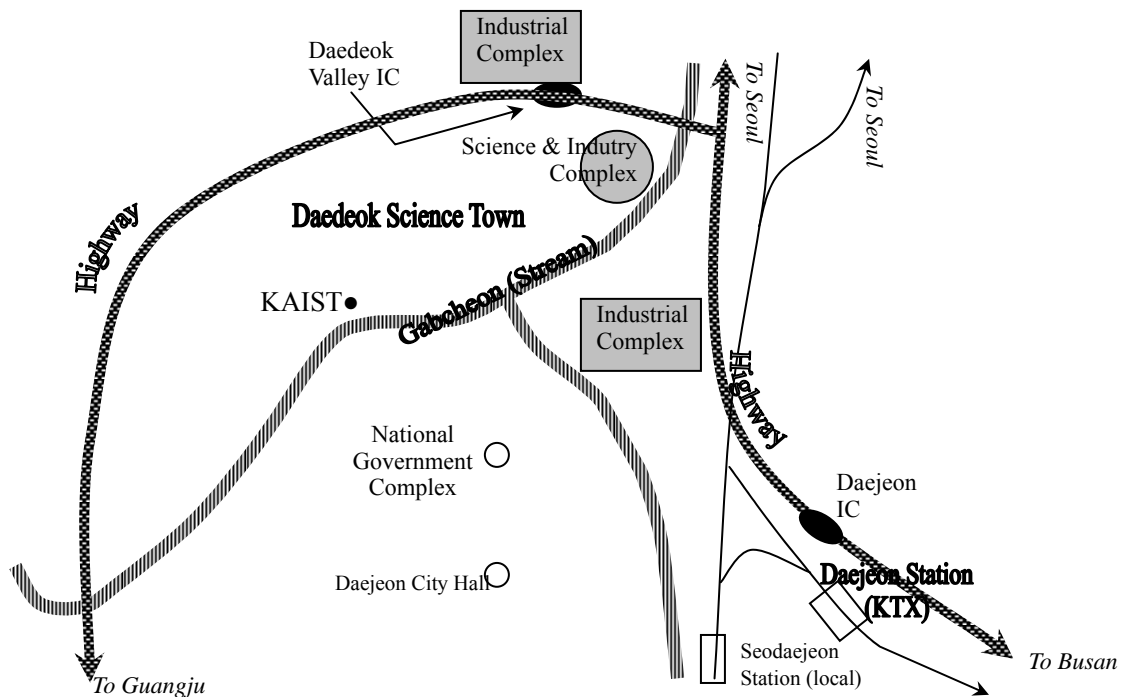 Industrial
Complex
Daedeok
Valley IC
To Seoul
To Seoul
Science & Indutry
Complex
Daedeok Science Town
Highway
Gabcheon (Stream)
KAIST
Industrial
Complex
Highway
National
Government
Complex
Daejeon
IC
Daejeon City Hall
Daejeon Station
(KTX)
Seodaejeon
Station (local)
To Busan
To Guangju